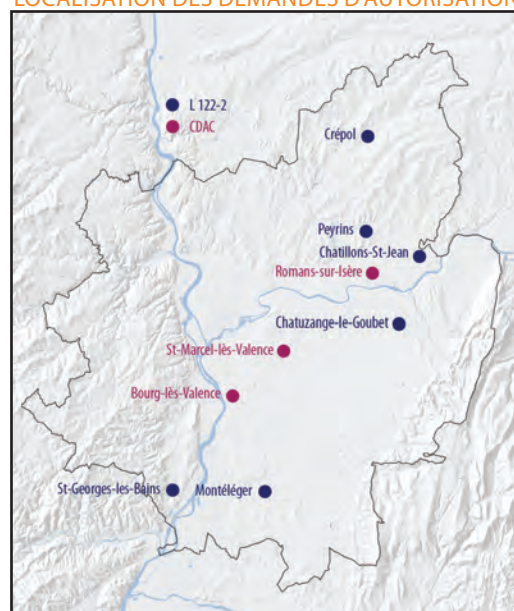 LOCALISATION DES DEMANDES D'AUTORISATION
L 122-2
CDAC
Crépol
Peyrins
Chatillons-St-Jean
Romans-sur-Isère
Chatuzange-le-Goubet
St-Marcel-lès-Valence
Bourg-lès-Valence
St-Georges-les-Bains
Montéléger